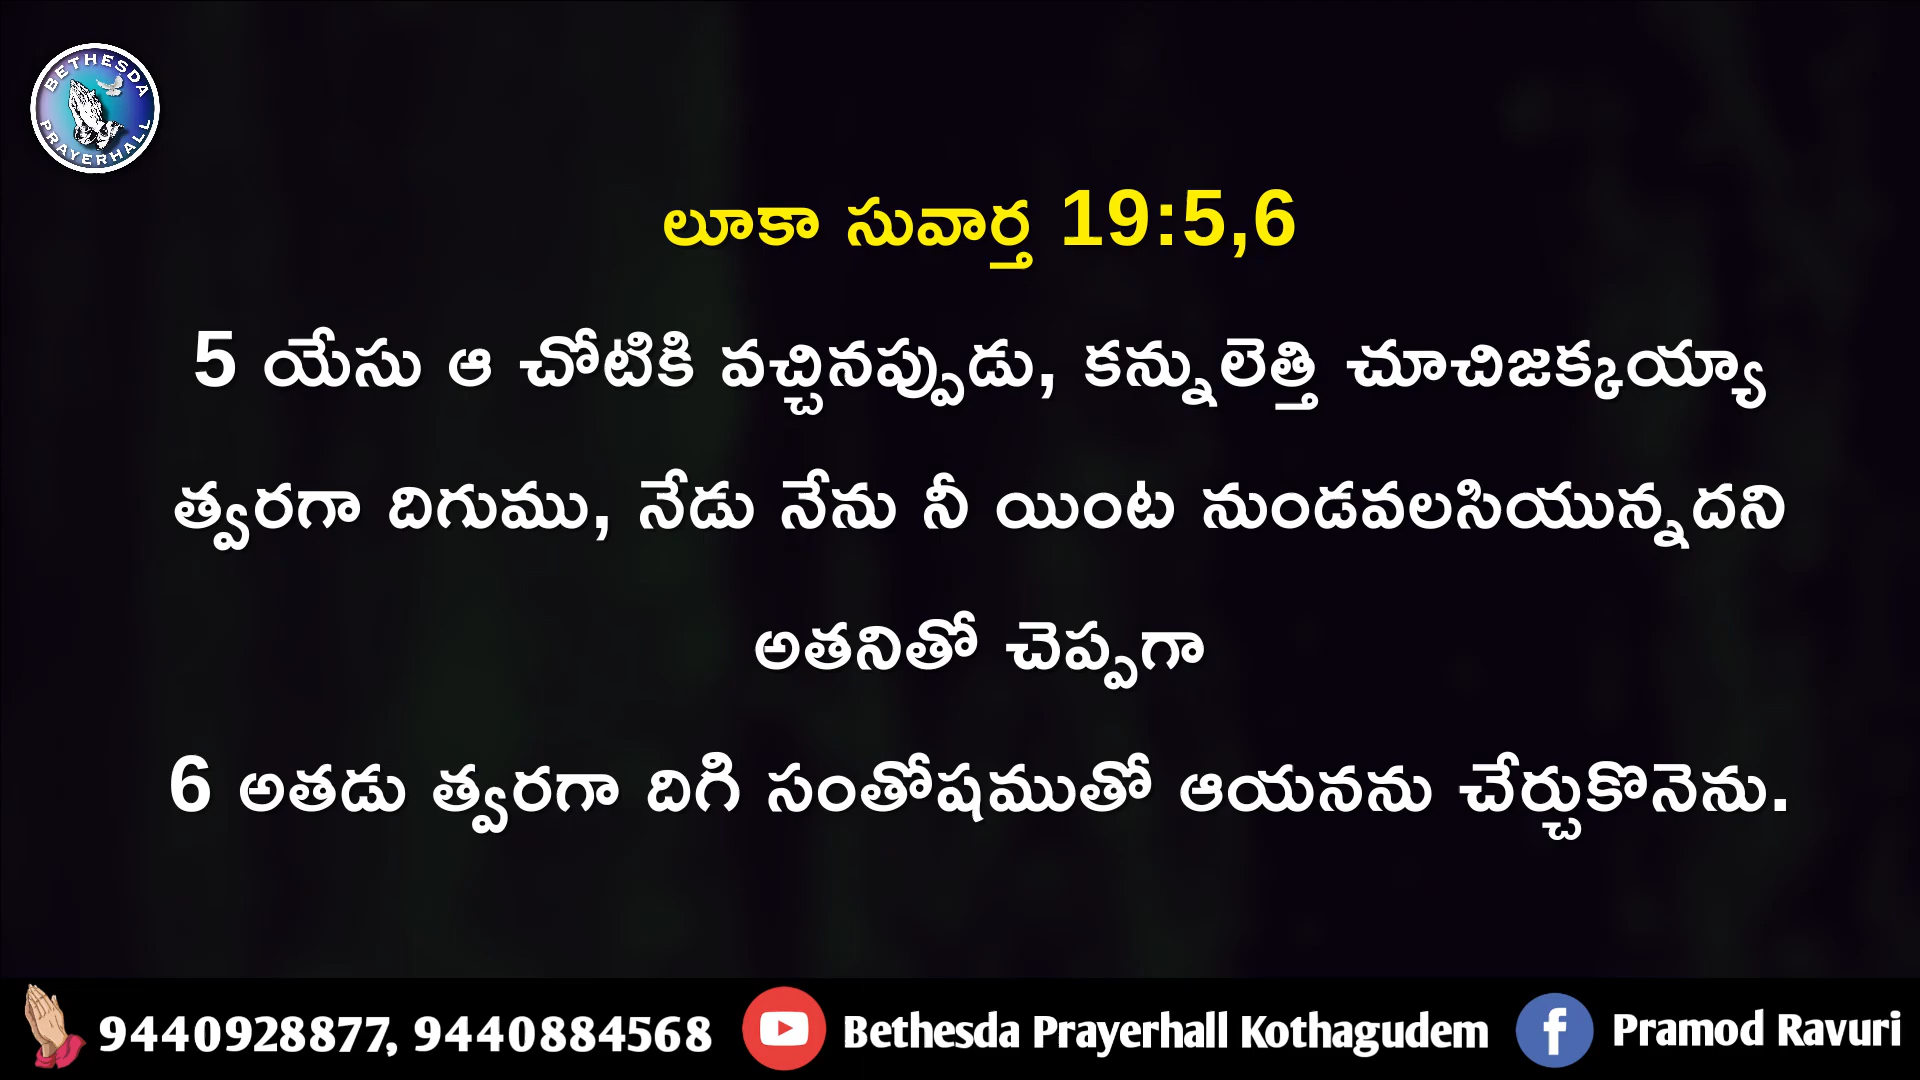 BETHESDA
PRAYERHALL
లూకా సువార్త 19:5,6
5 యేసు ఆ చోటికి వచ్చినప్పుడు, కన్నులెత్తి చూచిజక్కయ్యా
త్వరగా దిగుము, నేడు నేను నీ యింట నుండవలసియున్నదని
అతనితో చెప్పగా
6 అతడు త్వరగా దిగి సంతోషముతో ఆయనను చేర్చుకొనెను.
9440928877, 9440884568 Bethesda Prayerhall Kothagudem Pramod Ravuri